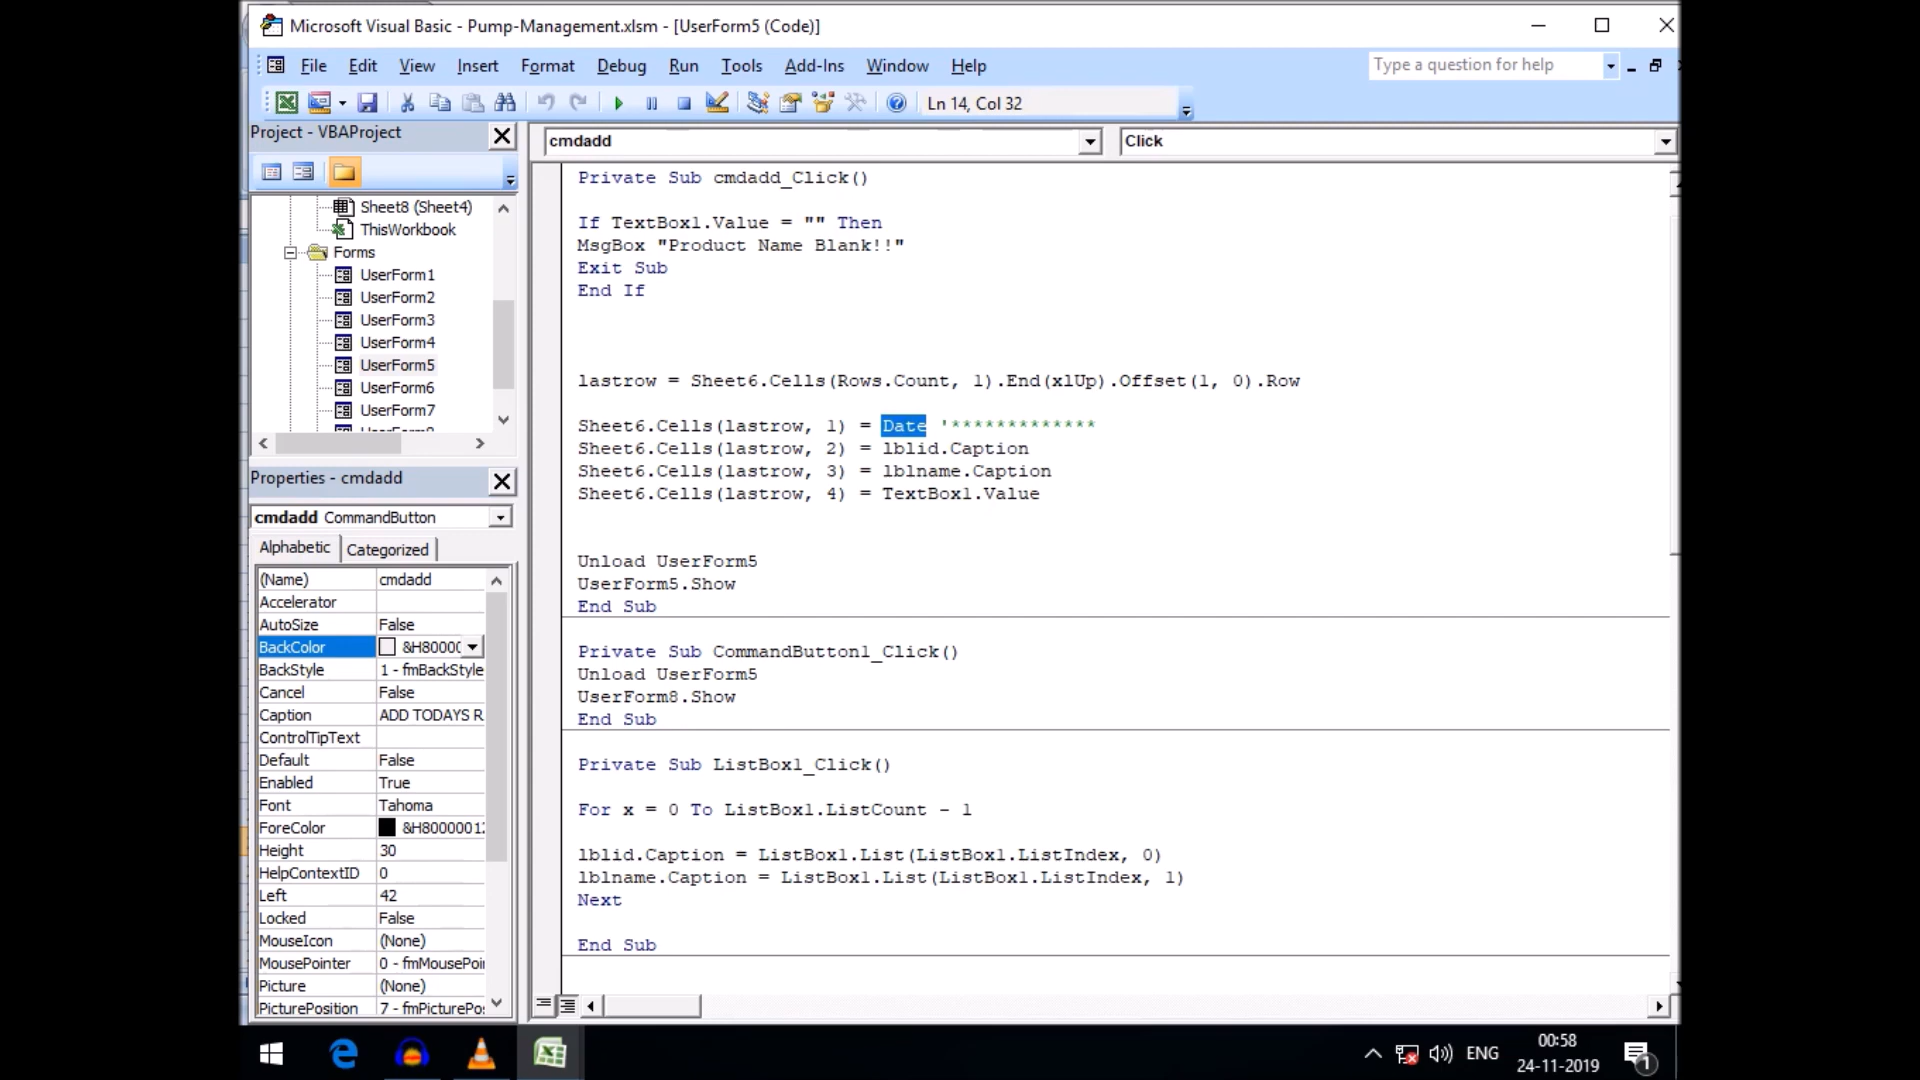 Microsoft Visual Basic - Pump-Management.xlsm - [UserForm5 (Code)]
File Edit View Insert Format Debug Run Tools Add-Ins Window Help
Type a question for help
Ln 14, Col 32
Project - VBAProject
Sheet8 (Sheet4)
ThisWorkbook
Forms
UserForm1
UserForm2
UserForm3
UserForm4
UserForm5
UserForm6
UserForm7
Properties - cmdadd
cmdadd CommandButton
Alphabetic Categorized
(Name) cmdadd
Accelerator
AutoSize False
BackColor &H8000(
BackStyle 1 - fmBackStyle
Cancel False
Caption ADD TODAYS R
ControlTipText
Default False
Enabled True
Font Tahoma
ForeColor &H80000012
Height 30
HelpContextID 0
Left 42
Locked False
MouseIcon (None)
MousePointer 0 - fmMousePoi
Picture (None)
PicturePosition 7 - fmPicturePo
cmdadd
Click
Private Sub cmdadd_Click()
If TextBox1.Value = "" Then
MsgBox "Product Name Blank!!"
Exit Sub
End If
lastrow = Sheet6.Cells(Rows.Count, 1).End(xlUp).Offset(1, 0).Row
Sheet6.Cells(lastrow, 1) = Date '*************
Sheet6.Cells(lastrow, 2) = lblid.Caption
Sheet6.Cells(lastrow, 3) = lblname.Caption
Sheet6.Cells(lastrow, 4) = TextBox1.Value
Unload UserForm5
UserForm5.Show
End Sub
Private Sub CommandButton1_Click()
Unload UserForm5
UserForm8.Show
End Sub
Private Sub ListBox1_Click()
For x = 0 To ListBox1.ListCount - 1
lblid.Caption = ListBox1.List(ListBox1.ListIndex, 0)
lblname.Caption = ListBox1.List(ListBox1.ListIndex, 1)
Next
End Sub
ENG
00:58
24-11-2019
1